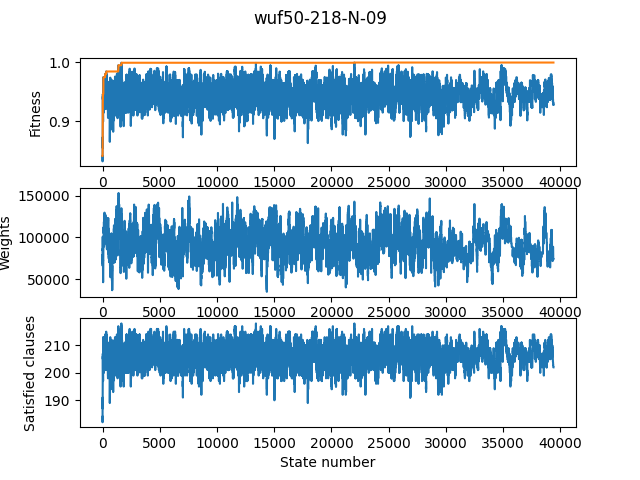 wuf50-218-N-09
Fitness
1.0
0.9
0 5000 10000 15000 20000 25000 30000 35000 40000
Weights
150000
100000
50000
0 5000 10000 15000 20000 25000 30000 35000 40000
Satisfied clauses
210
200
190
0 5000 10000 15000 20000 25000 30000 35000 40000
State number